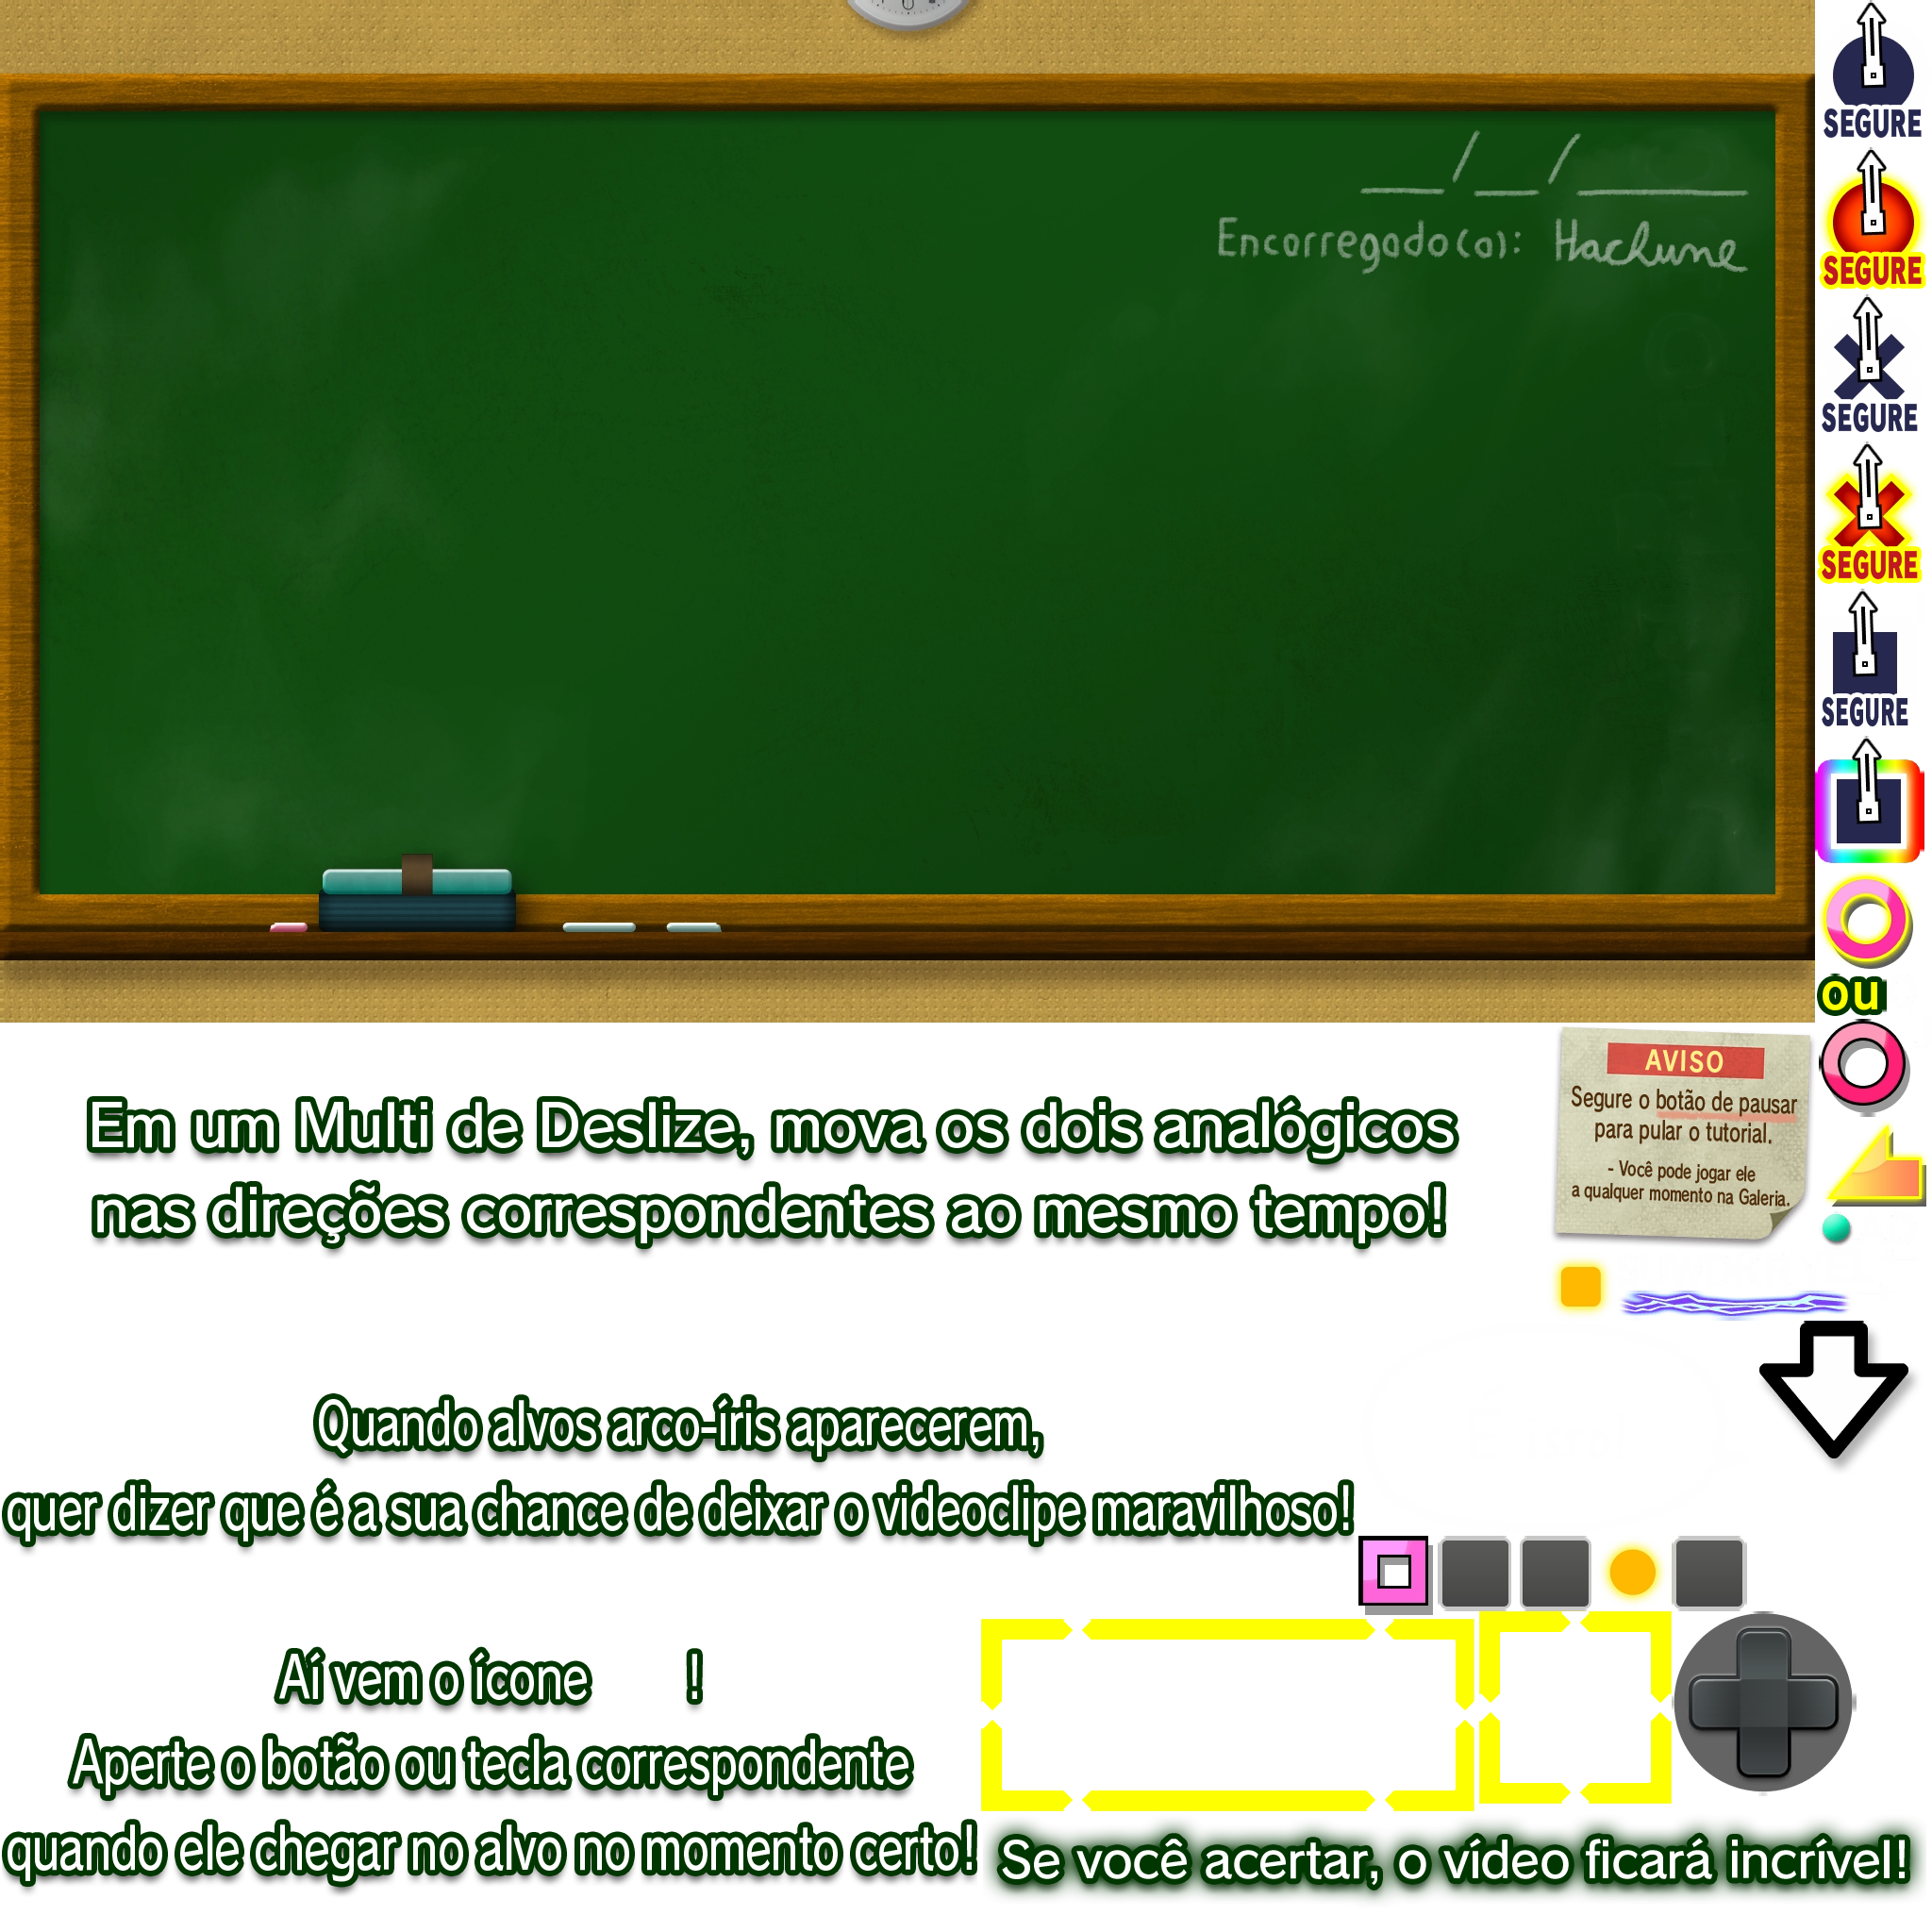 SEGURE
SEGURE
SEGURE
SEGURE
SEGURE
__/__/____
Encarregado(a): Hachune
ou
AVISO
Segure o botão de pausar
para pular o tutorial.
- Você pode jogar ele
a qualquer momento na Galeria.
Em um Multi de Deslize, mova os dois analógicos
nas direções correspondentes ao mesmo tempo!
Quando alvos arco-íris aparecerem,
quer dizer que é a sua chance de deixar o videoclipe maravilhoso!
Aí vem o ícone !
Aperte o botão ou tecla correspondente
quando ele chegar no alvo no momento certo!
Se você acertar, o vídeo ficará incrível!